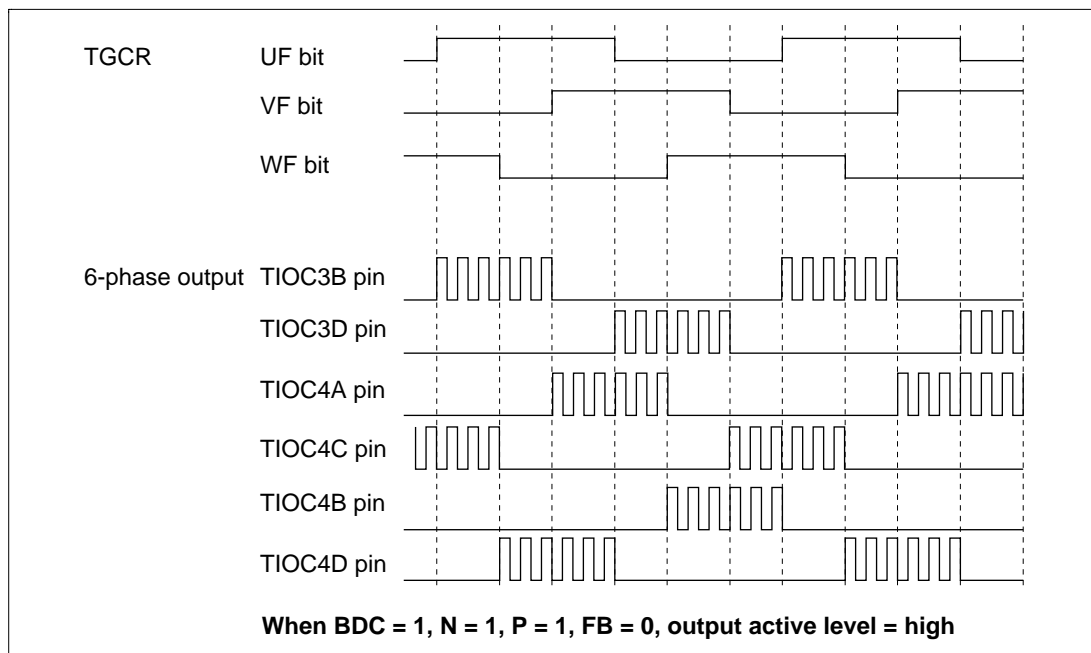 TGCR UF bit
VF bit
WF bit
6-phase output TIOC3B pin
TIOC3D pin
TIOC4A pin
TIOC4C pin
TIOC4B pin
TIOC4D pin
When BDC = 1, N = 1, P = 1, FB = 0, output active level = high